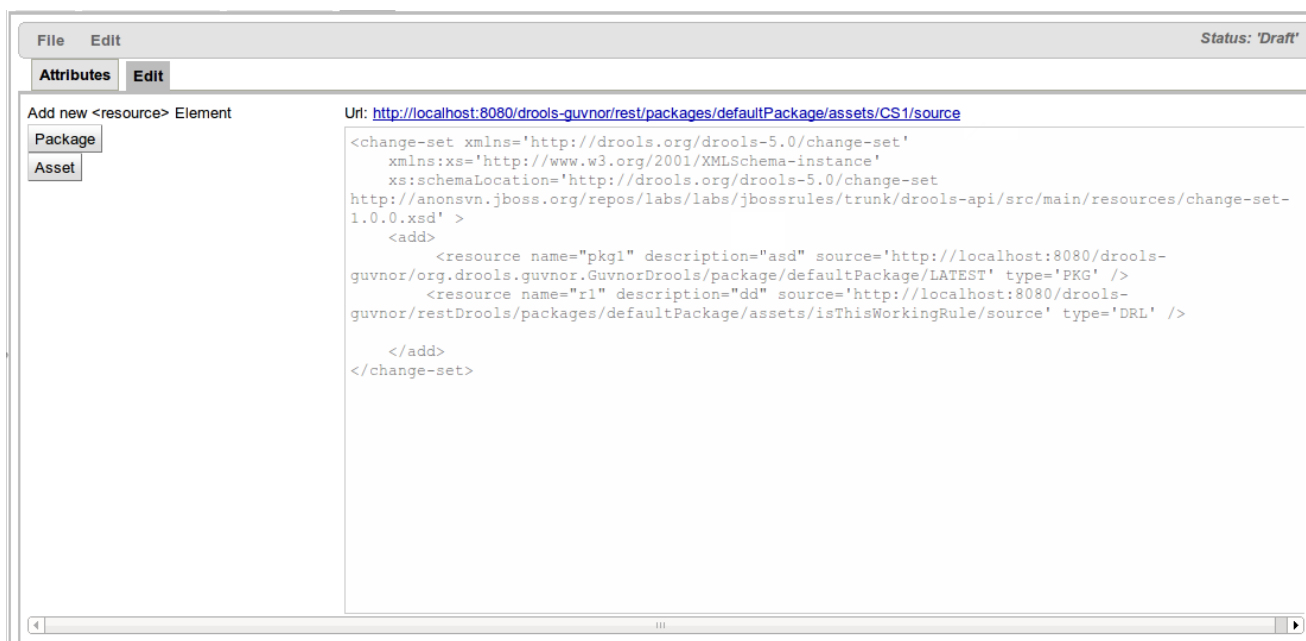 File Edit Status: 'Draft'
Attributes Edit
Add new <resource> Element
Package
Asset
Url: http://localhost:8080/drools-guvnor/rest/packages/defaultPackage/assets/CS1/source
<change-set xmlns='http://drools.org/drools-5.0/change-set'
xmlns:xs='http://www.w3.org/2001/XMLSchema-instance'
xs:schemaLocation='http://drools.org/drools-5.0/change-set
http://anonsvn.jboss.org/repos/labs/labs/jbossrules/trunk/drools-api/src/main/resources/change-set-
1.0.0.xsd' >
<add>
<resource name="pkg1" description="asd" source='http://localhost:8080/drools-
guvnor/org.drools.guvnor.GuvnorDrools/package/defaultPackage/LATEST' type='PKG' />
<resource name="r1" description="dd" source='http://localhost:8080/drools-
guvnor/restDrools/packages/defaultPackage/assets/isThisWorkingRule/source' type='DRL' />
</add>
</change-set>